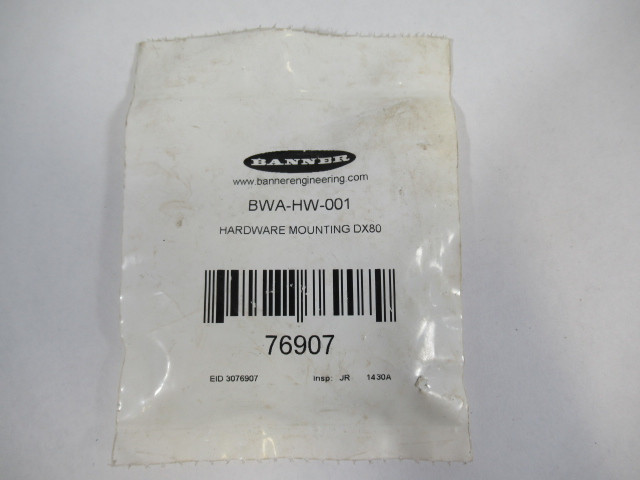 BANNER
www.bannerengineering.com
BWA-HW-001
HARDWARE MOUNTING DX80
76907
EID 3076907 Insp: JR 1430A